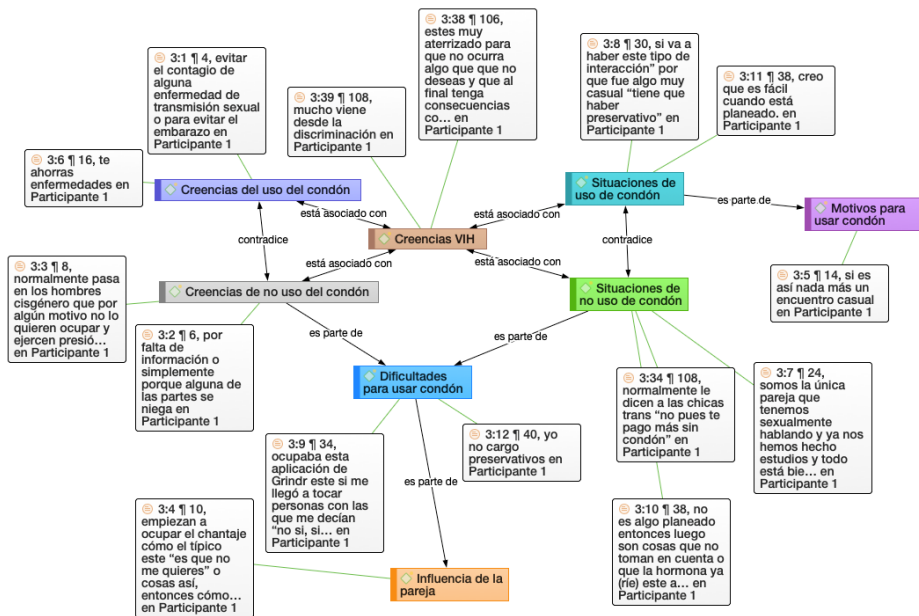 3:1 ¶ 4, evitar
el contagio de
alguna
enfermedad de
transmisión sexual
o para evitar el
embarazo en
Participante 1
3:39 ¶ 108,
mucho viene
desde la
discriminación en
Participante 1
3:38 ¶ 106,
estes muy
aterrizado para
que no ocurra
algo que que no
deseas y que al
final tenga
consecuencias
co… en
Participante 1
3:8 ¶ 30, si va a
haber este tipo de
interacción” por
que fue algo muy
casual “tiene que
haber
preservativo” en
Participante 1
3:11 ¶ 38, creo
que es fácil
cuando está
planeado. en
Participante 1
3:6 ¶ 16, te
ahorras
enfermedades en
Participante 1
Creencias del uso del condón
Situaciones de
uso de condón
es parte de
Motivos para
usar condón
está asociado con
está asociado con
contradice
Creencias VIH
contradice
está asociado con
está asociado con
3:3 ¶ 8,
normalmente pasa
en los hombres
cisgénero que por
algún motivo no lo
quieren ocupar y
ejercen presió…
en Participante 1
Creencias de no uso del condón
Situaciones de
no uso de condón
3:5 ¶ 14, si es
así nada más un
encuentro casual
en Participante 1
3:2 ¶ 6, por
falta de
información o
simplemente
porque alguna de
las partes se
niega en
Participante 1
es parte de
es parte de
Dificultades
para usar condón
3:34 ¶ 108,
normalmente le
dicen a las chicas
trans “no pues te
pago más sin
condón” en
Participante 1
3:7 ¶ 24,
somos la única
pareja que
tenemos
sexualmente
hablando y ya nos
hemos hecho
estudios y todo
está bie… en
Participante 1
3:9 ¶ 34,
ocupaba esta
aplicación de
Grindr este si me
llegó a tocar
personas con las
que me decían
“no si, si… en
Participante 1
3:12 ¶ 40, yo
no cargo
preservativos en
Participante 1
es parte de
3:4 ¶ 10,
empiezan a
ocupar el chantaje
cómo el típico
este “es que no
me quieres” o
cosas así,
entonces cómo…
en Participante 1
3:10 ¶ 38, no
es algo planeado
entonces luego
son cosas que no
toman en cuenta o
que la hormona ya
(ríe) este a… en
Participante 1
Influencia de la
pareja